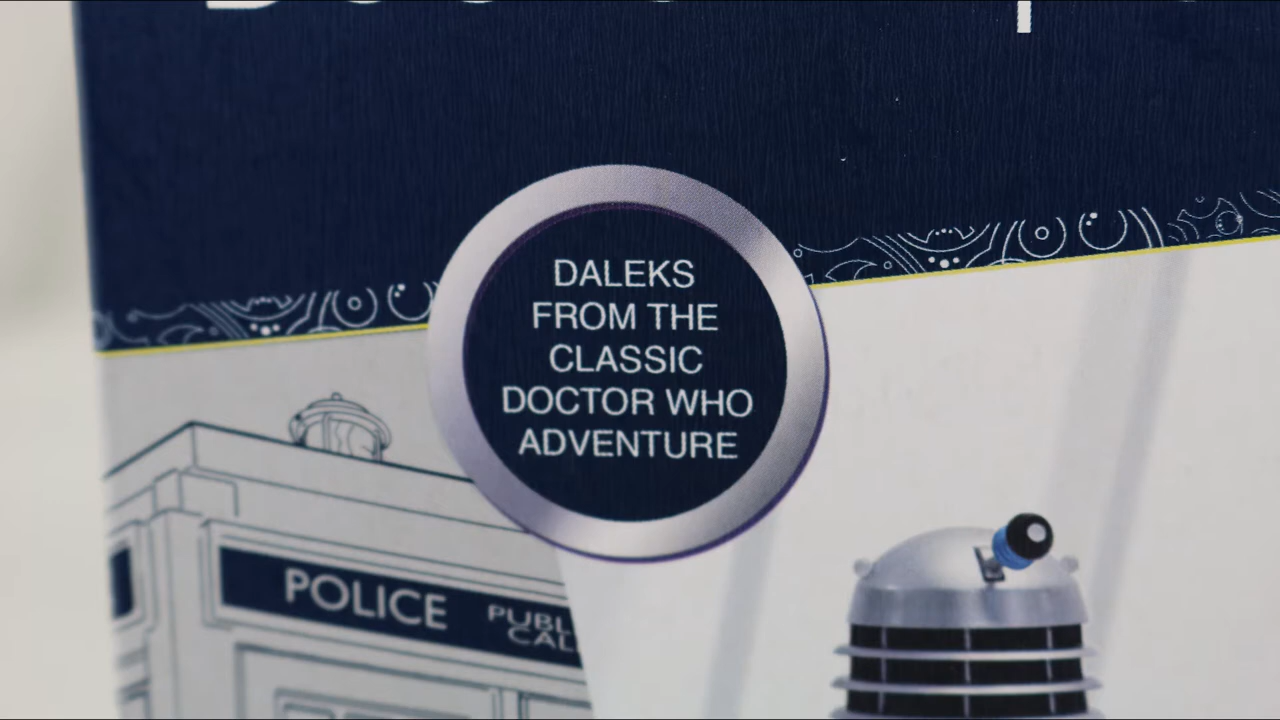 DALEKS
FROM THE
CLASSIC
DOCTOR WHO
ADVENTURE
POLICE